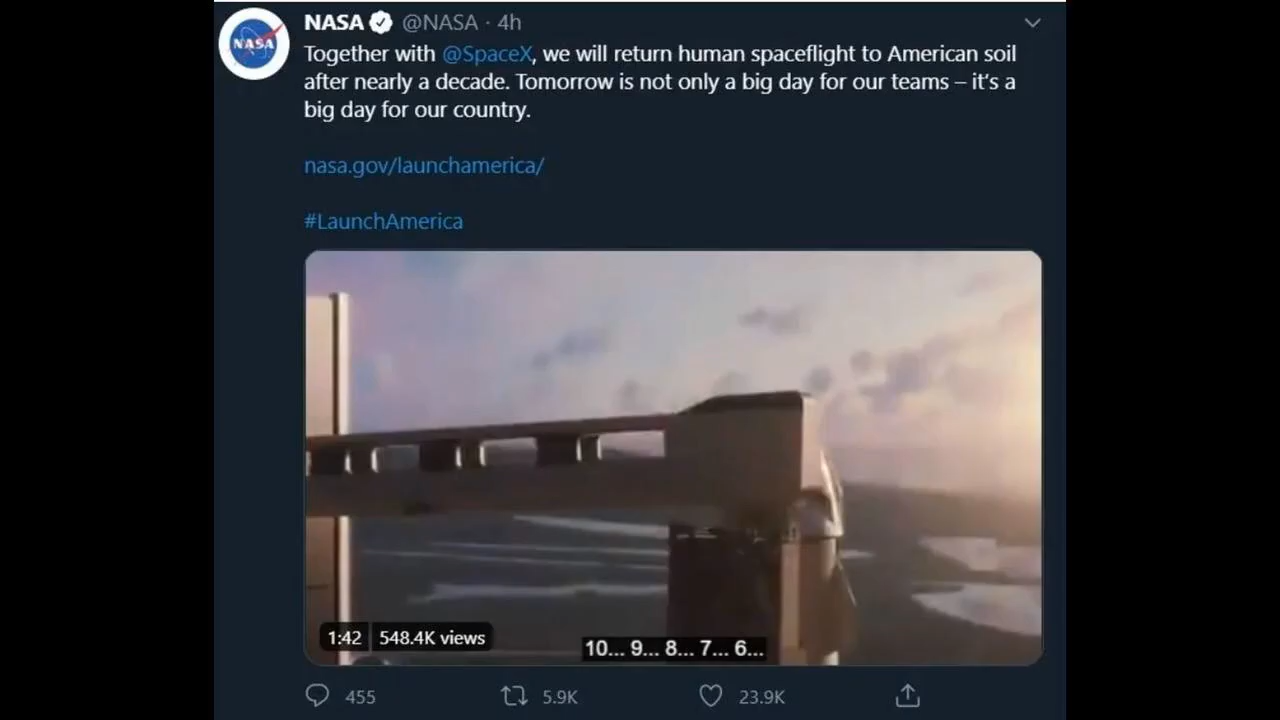 NASA @NASA · 4h
NASA
Together with @SpaceX, we will return human spaceflight to American soil
after nearly a decade. Tomorrow is not only a big day for our teams – it's a
big day for our country.
nasa.gov/launchamerica/
#LaunchAmerica
1:42 548.4K views
10... 9... 8... 7... 6...
455 5.9K 23.9K